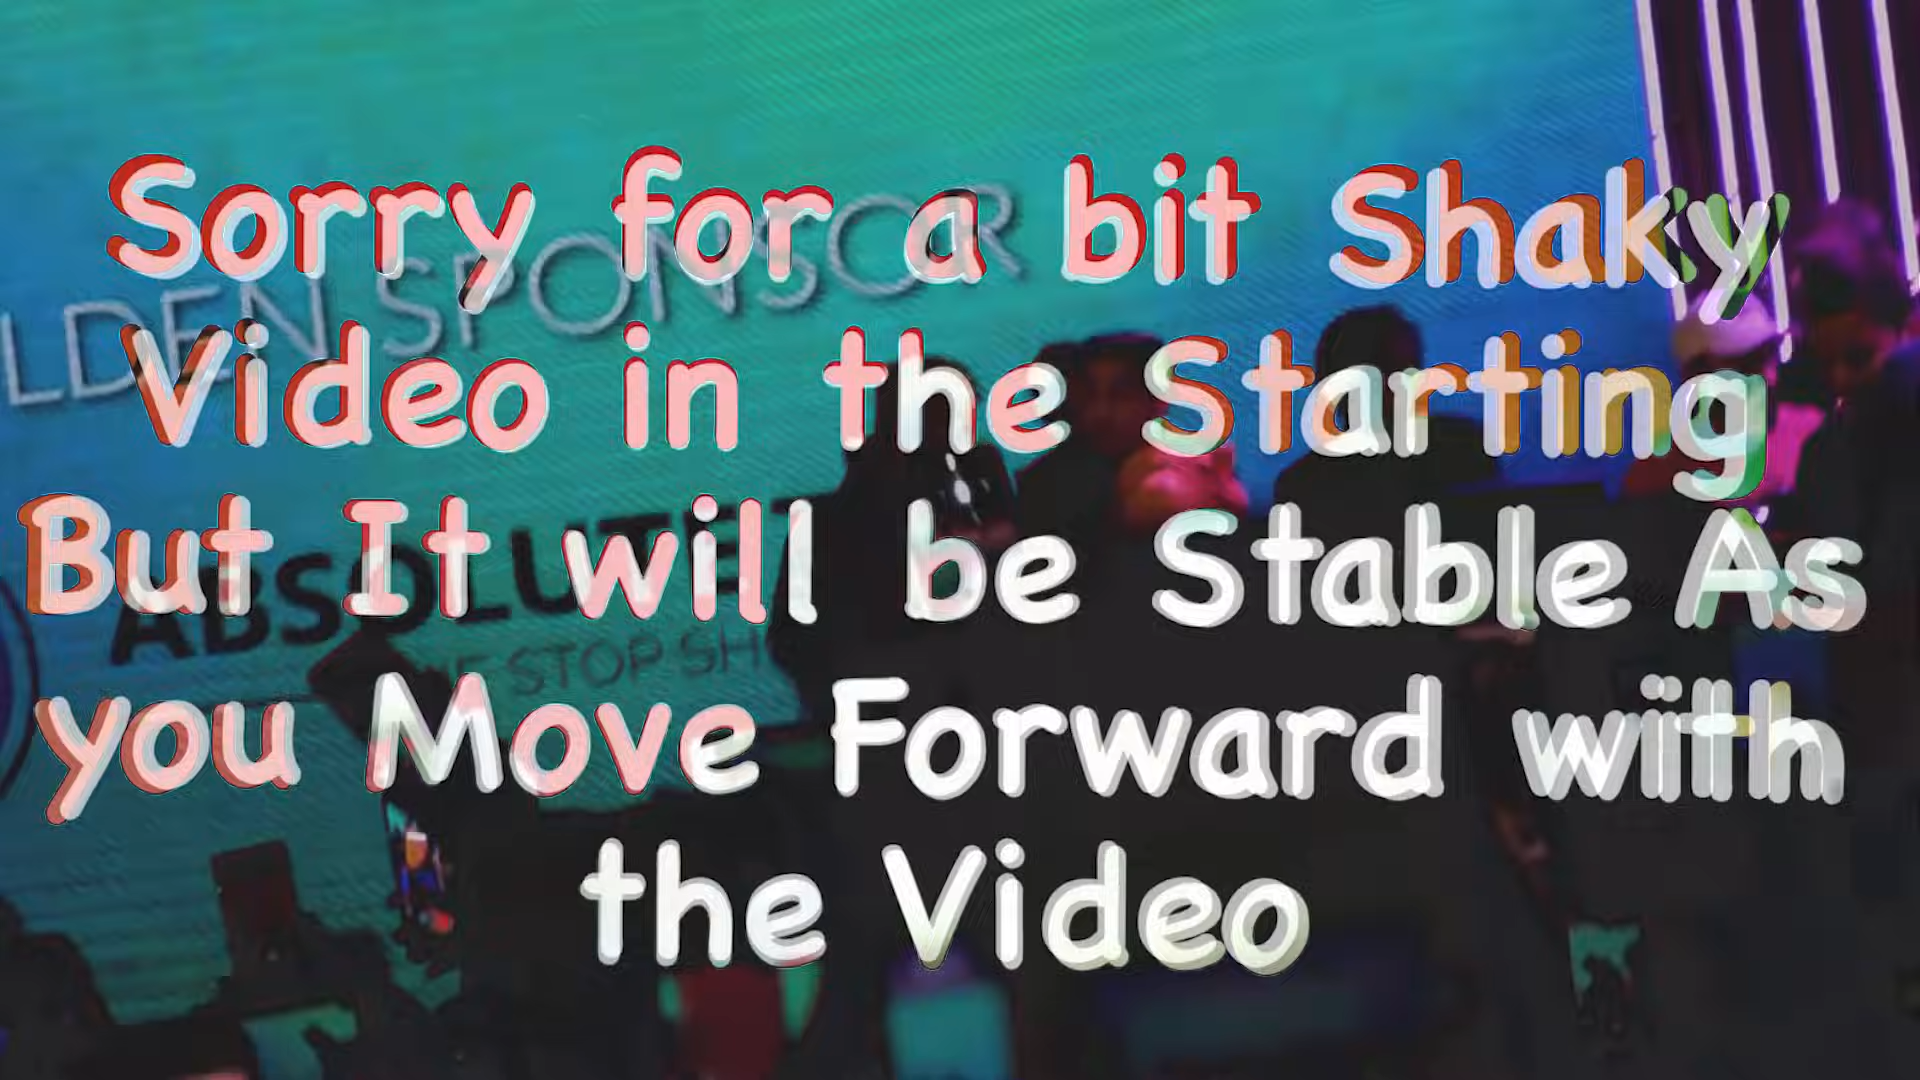 Sorry for a bit Shaky
Video in the Starting
But It will be Stable As
you Move Forward with
the Video
LDEN SPONSOR
ABSOLUTE
STOP SH